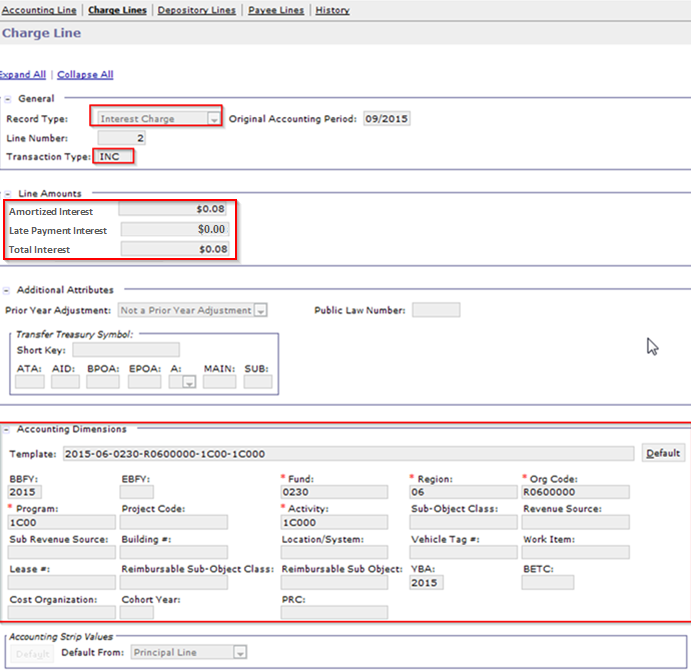 Accounting Line | Charge Lines | Depository Lines | Payee Lines | History
Charge Line
Expand All | Collapse All
General
Record Type: Interest Charge Original Accounting Period: 09/2015
Line Number: 2
Transaction Type: INC
Line Amounts
Amortized Interest $0.08
Late Payment Interest $0.00
Total Interest $0.08
Additional Attributes
Prior Year Adjustment: Not a Prior Year Adjustment Public Law Number:
Transfer Treasury Symbol:
Short Key:
ATA: AID: BPOA: EPOA: A: MAIN: SUB:
Accounting Dimensions
Template: 2015-06-0230-R0600000-1C00-1C000 Default
BBFY: EBFY: * Fund: * Region: * Org Code:
2015 0230 06 R0600000
* Program: Project Code: * Activity: Sub-Object Class: Revenue Source:
1C00 1C000
Sub Revenue Source: Building #: Location/System: Vehicle Tag #: Work Item:
Lease #: Reimbursable Sub-Object Class: Reimbursable Sub Object: YBA: BETC:
2015
Cost Organization: Cohort Year: PRC:
Accounting Strip Values
Default Default From: Principal Line